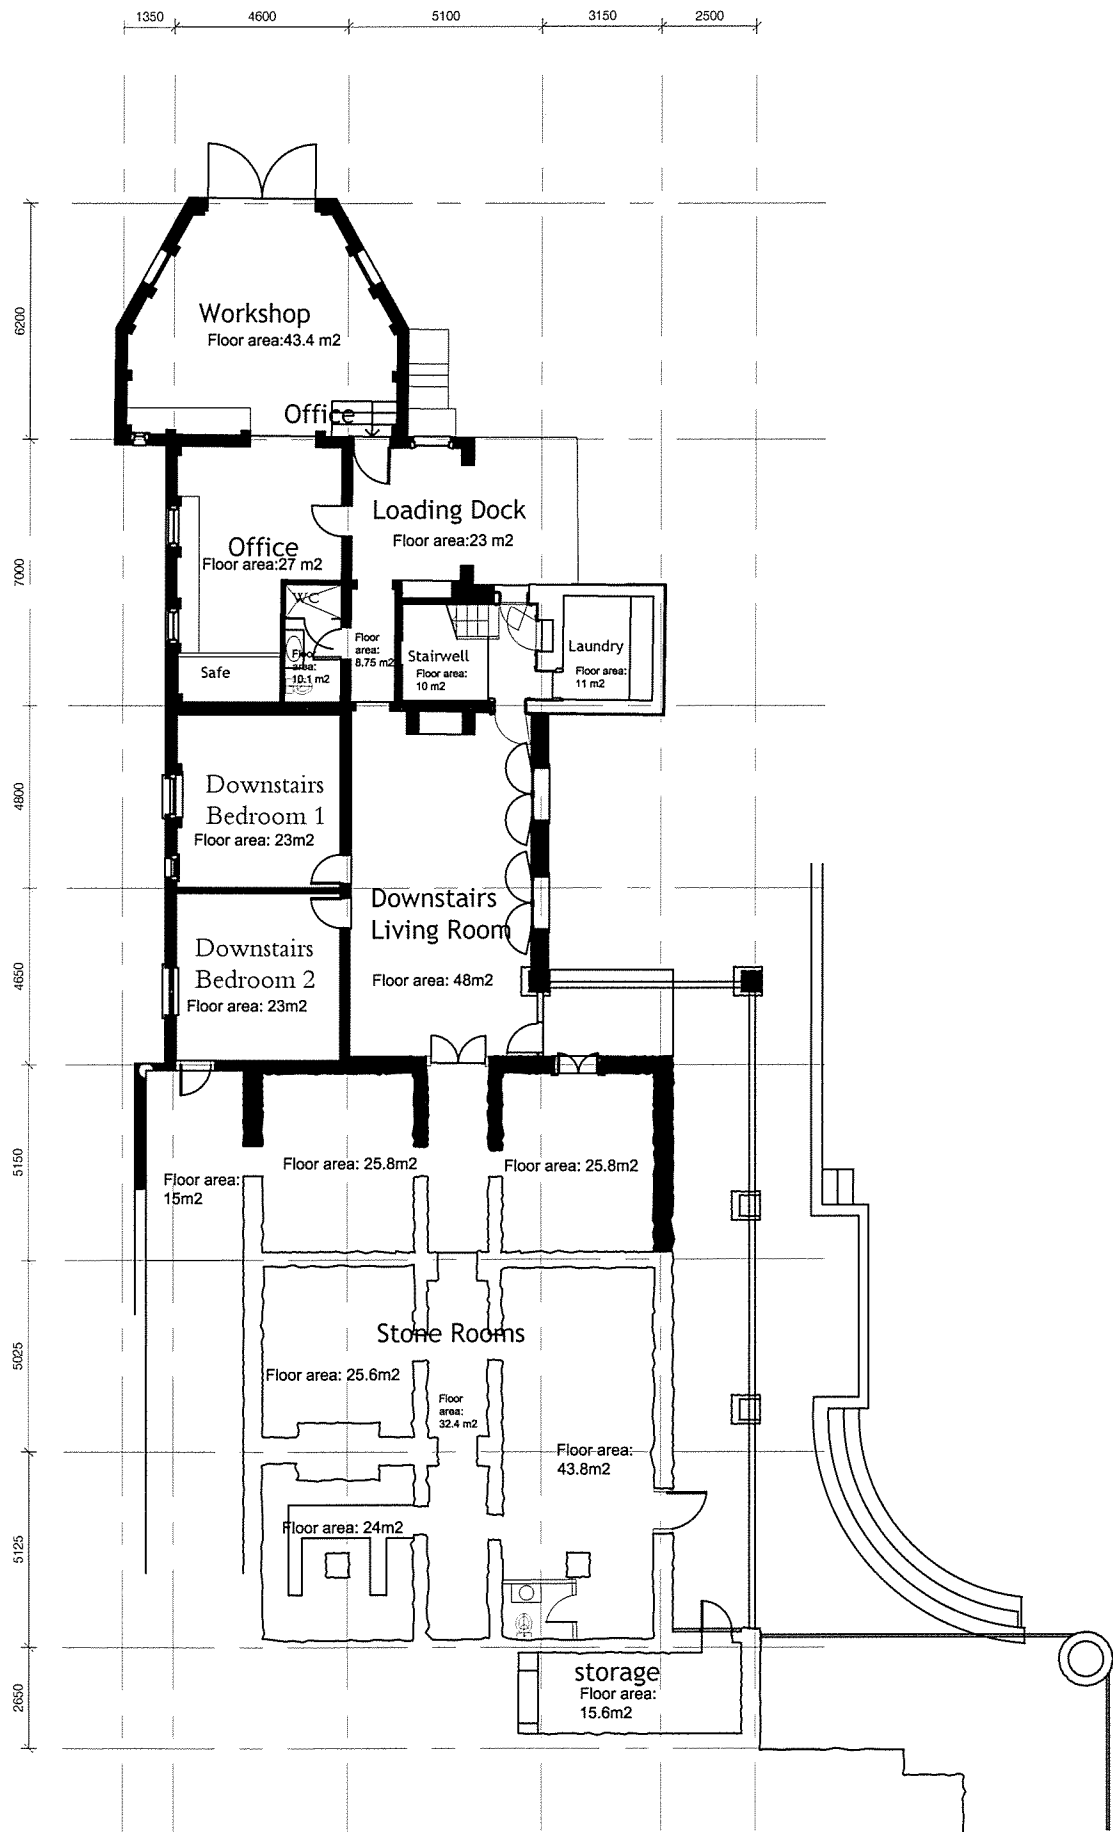 1350
4600
5100
3150
2500
6200
Workshop
Floor area:43.4 m2
Office
7000
Loading Dock
Floor area:23 m2
Office
Floor area:27 m2
WC
Floor
area:
8.75 m2
Stairwell
Floor area:
10 m2
Laundry
Floor area:
11 m2
Safe
Floor
area:
10.1 m2
4800
Downstairs
Bedroom 1
Floor area: 23m2
Downstairs
Living Room
Floor area: 48m2
4650
Downstairs
Bedroom 2
Floor area: 23m2
5150
Floor area:
15m2
Floor area: 25.8m2
Floor area: 25.8m2
5025
Stone Rooms
Floor area: 25.6m2
Floor
area:
32.4 m2
Floor area:
43.8m2
5125
Floor area: 24m2
2650
storage
Floor area:
15.6m2